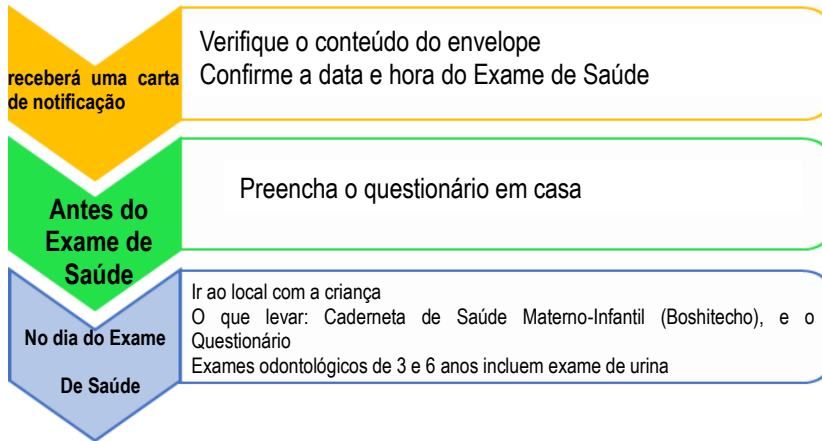 receberá uma carta
de notificação
Verifique o conteúdo do envelope
Confirme a data e hora do Exame de Saúde
Antes do
Exame de
Saúde
Preencha o questionário em casa
No dia do Exame
De Saúde
Ir ao local com a criança
O que levar: Caderneta de Saúde Materno-Infantil (Boshitecho), e o
Questionário
Exames odontológicos de 3 e 6 anos incluem exame de urina